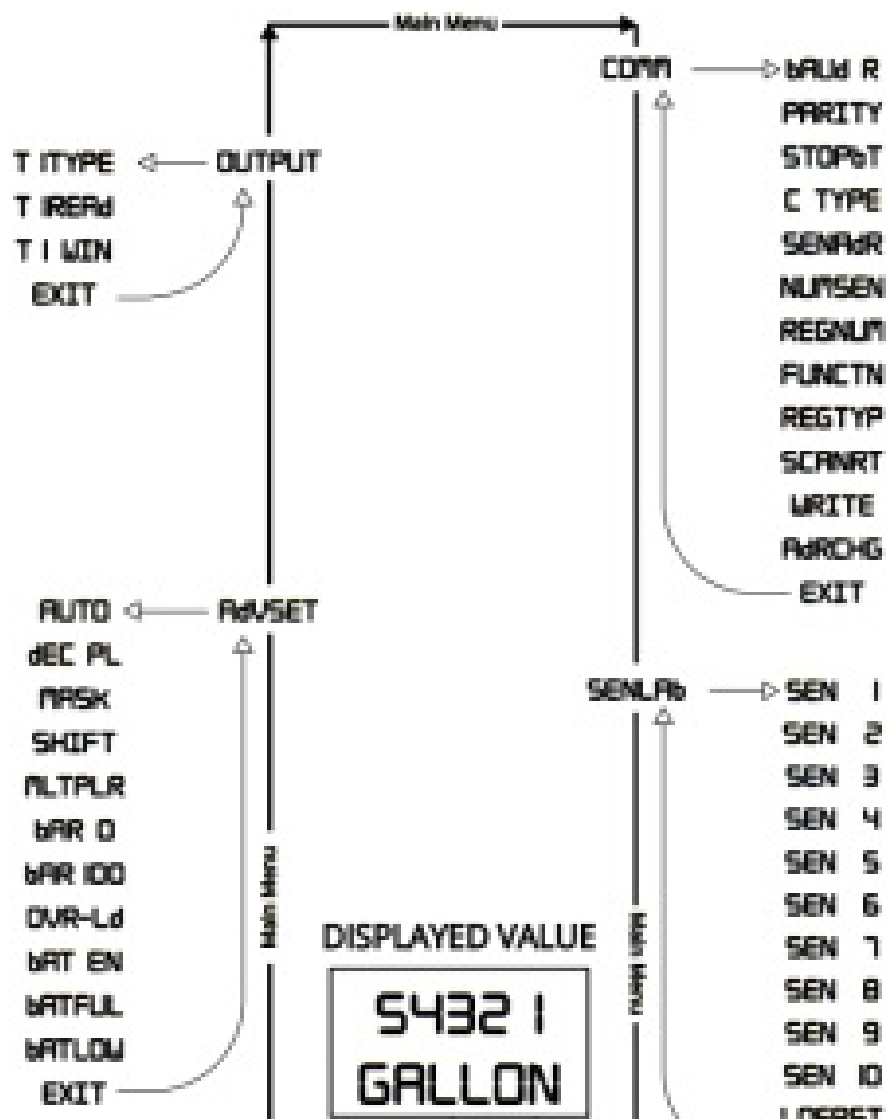 Main Menu
COMM
bAUd R
PARITY
STOPbT
C TYPE
SENAdR
NUMSEN
REGNUM
FUNCTN
REGTYP
SCANRT
WRITE
AdRCHG
EXIT
OUTPUT
T 1TYPE
T 1READ
T 1 WIN
EXIT
AdVSET
AUTO
dEC PL
MASK
SHIFT
MLTPLR
bAR 0
bAR 100
OVR-Ld
bAT EN
bATFUL
bATLOW
EXIT
Main Menu
DISPLAYED VALUE
54321
GALLON
Main Menu
SENLAb
SEN 1
SEN 2
SEN 3
SEN 4
SEN 5
SEN 6
SEN 7
SEN 8
SEN 9
SEN 10